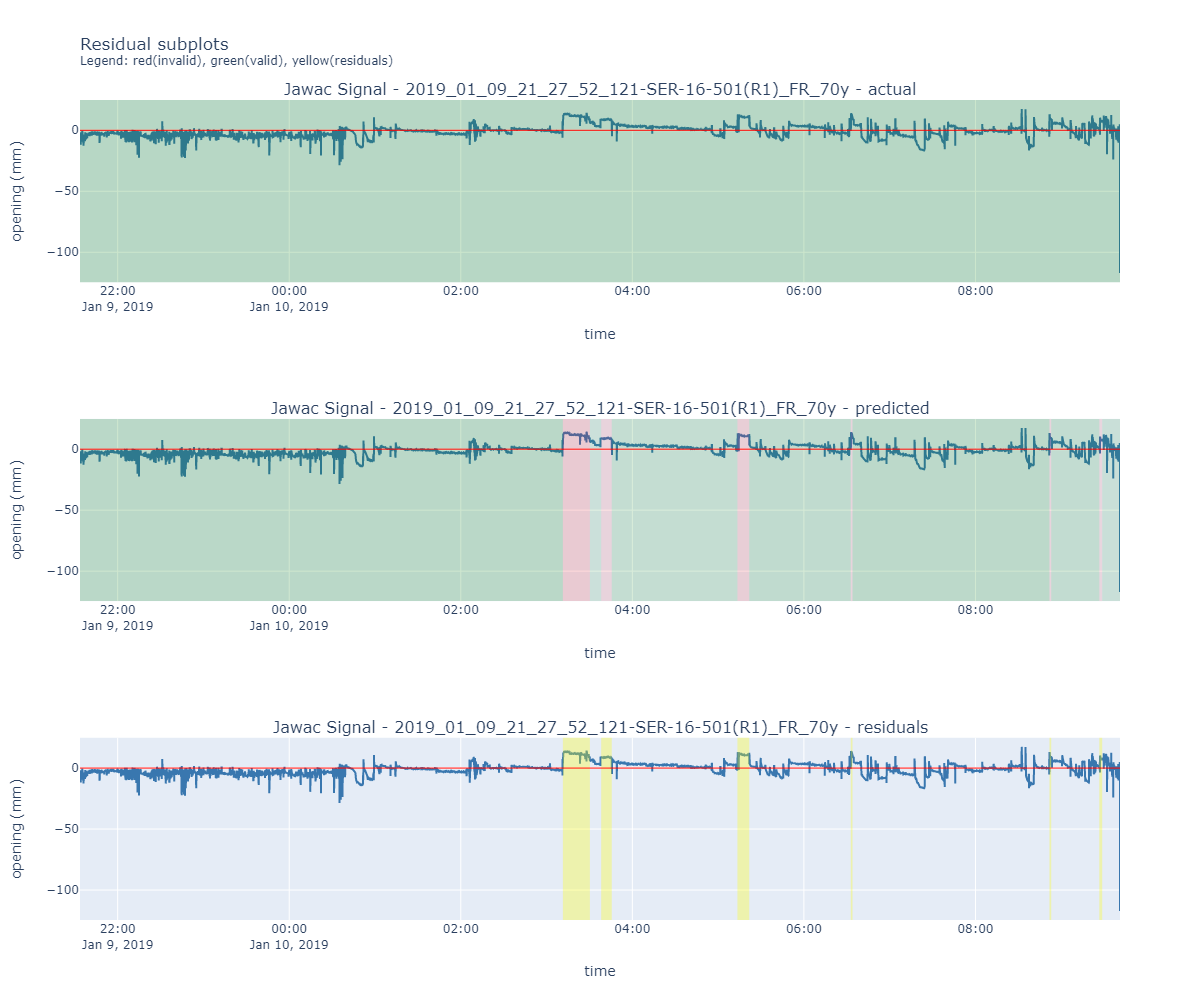 Residual subplots
Legend: red(invalid), green(valid), yellow(residuals)
Jawac Signal - 2019_01_09_21_27_52_121-SER-16-501(R1)_FR_70y - actual
0
−50
−100
opening (mm)
22:00 00:00 02:00 04:00 06:00 08:00
Jan 9, 2019 Jan 10, 2019
time
Jawac Signal - 2019_01_09_21_27_52_121-SER-16-501(R1)_FR_70y - predicted
0
−50
−100
opening (mm)
22:00 00:00 02:00 04:00 06:00 08:00
Jan 9, 2019 Jan 10, 2019
time
Jawac Signal - 2019_01_09_21_27_52_121-SER-16-501(R1)_FR_70y - residuals
0
−50
−100
opening (mm)
22:00 00:00 02:00 04:00 06:00 08:00
Jan 9, 2019 Jan 10, 2019
time